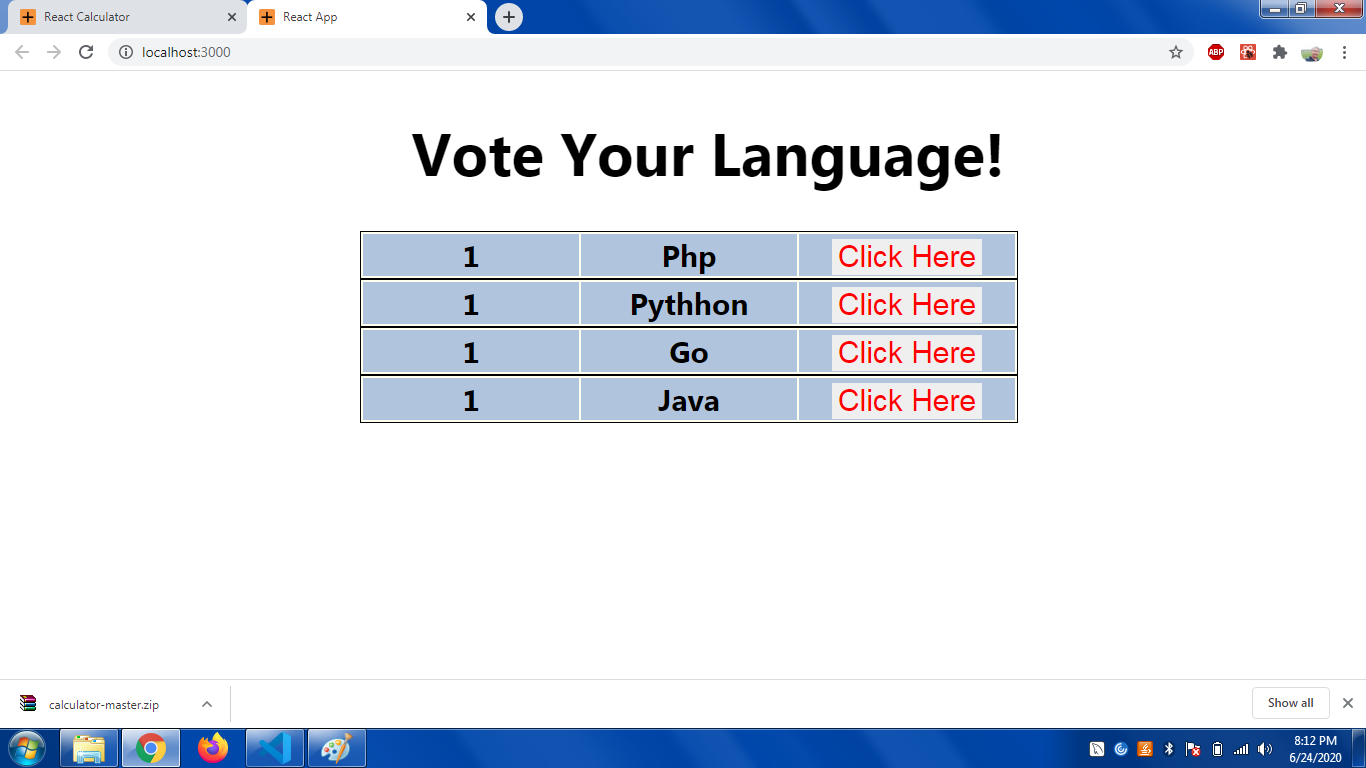 React Calculator
React App
localhost:3000
ABP
Vote Your Language!
1 Php Click Here
1 Pythhon Click Here
1 Go Click Here
1 Java Click Here
calculator-master.zip
Show all
8:12 PM
6/24/2020